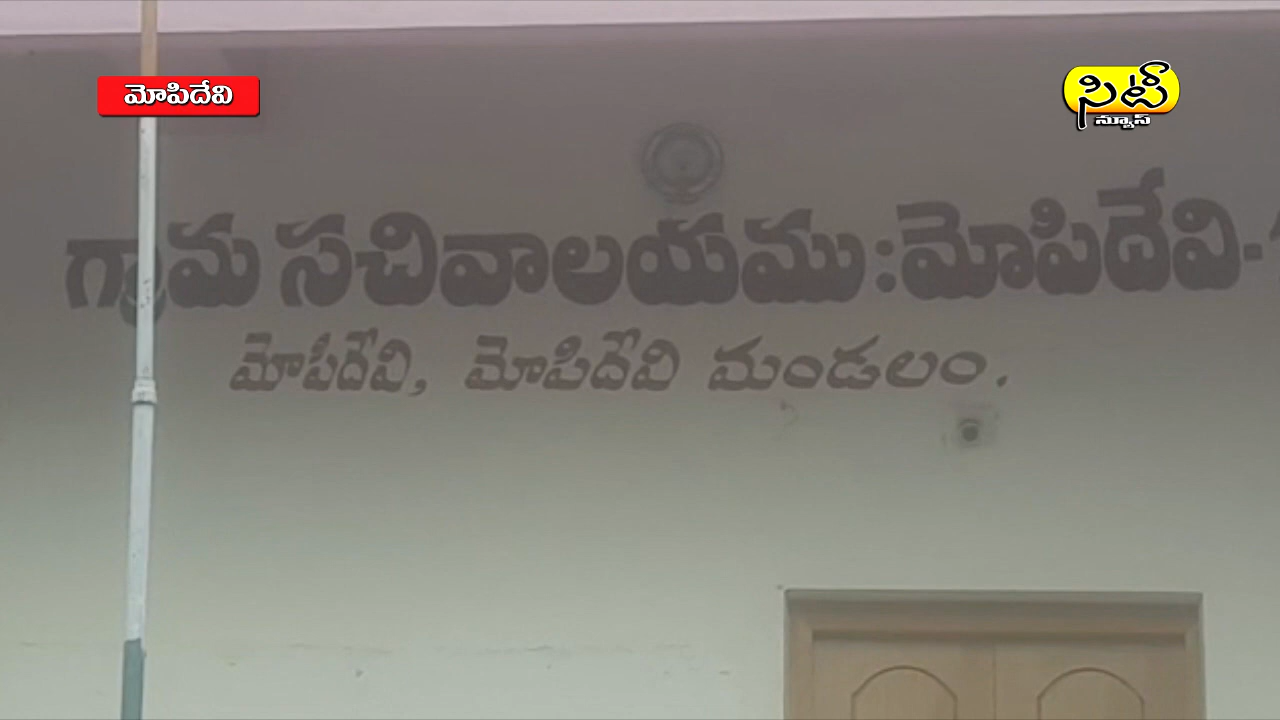 మోపిదేవి
సిటీ
న్యూస్
గ్రామ సచివాలయము:మోపిదేవి-
మోపిదేవి, మోపిదేవి మండలం.